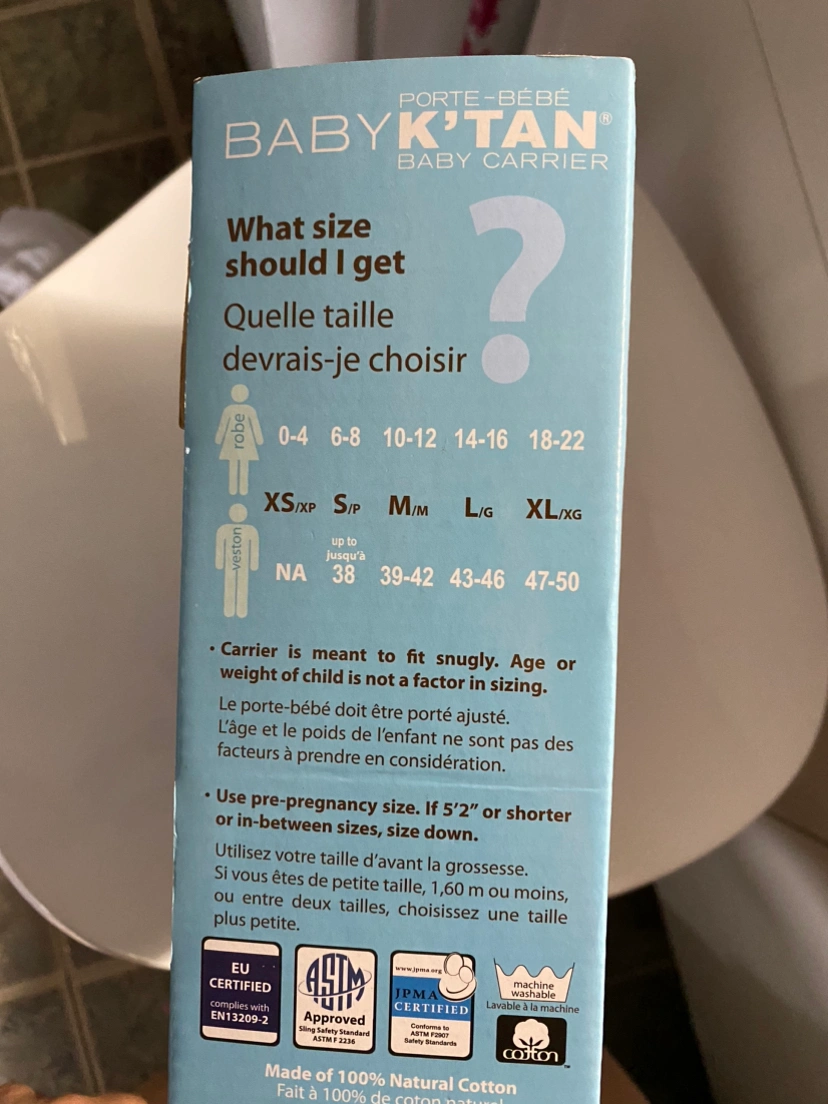 PORTE-BÉBÉ
BABY K'TAN®
BABY CARRIER
What size
should I get
?
Quelle taille
devrais-je choisir
robe
0-4 6-8 10-12 14-16 18-22
XS/XP S/P M/M L/G XL/XG
veston
up to
jusqu'à
NA 38 39-42 43-46 47-50
• Carrier is meant to fit snugly. Age or
weight of child is not a factor in sizing.
Le porte-bébé doit être porté ajusté.
L'âge et le poids de l'enfant ne sont pas des
facteurs à prendre en considération.
• Use pre-pregnancy size. If 5'2" or shorter
or in-between sizes, size down.
Utilisez votre taille d'avant la grossesse.
Si vous êtes de petite taille, 1,60 m ou moins,
ou entre deux tailles, choisissez une taille
plus petite.
EU
CERTIFIED
complies with
EN13209-2
ASTM
Approved
Sling Safety Standard
ASTM F 2236
www.jpma.org
JPMA
CERTIFIED
Conforms to
ASTM F2907
Safety Standards
machine
washable
Lavable à la machine
cotton™
Made of 100% Natural Cotton
Fait à 100% de coton naturel